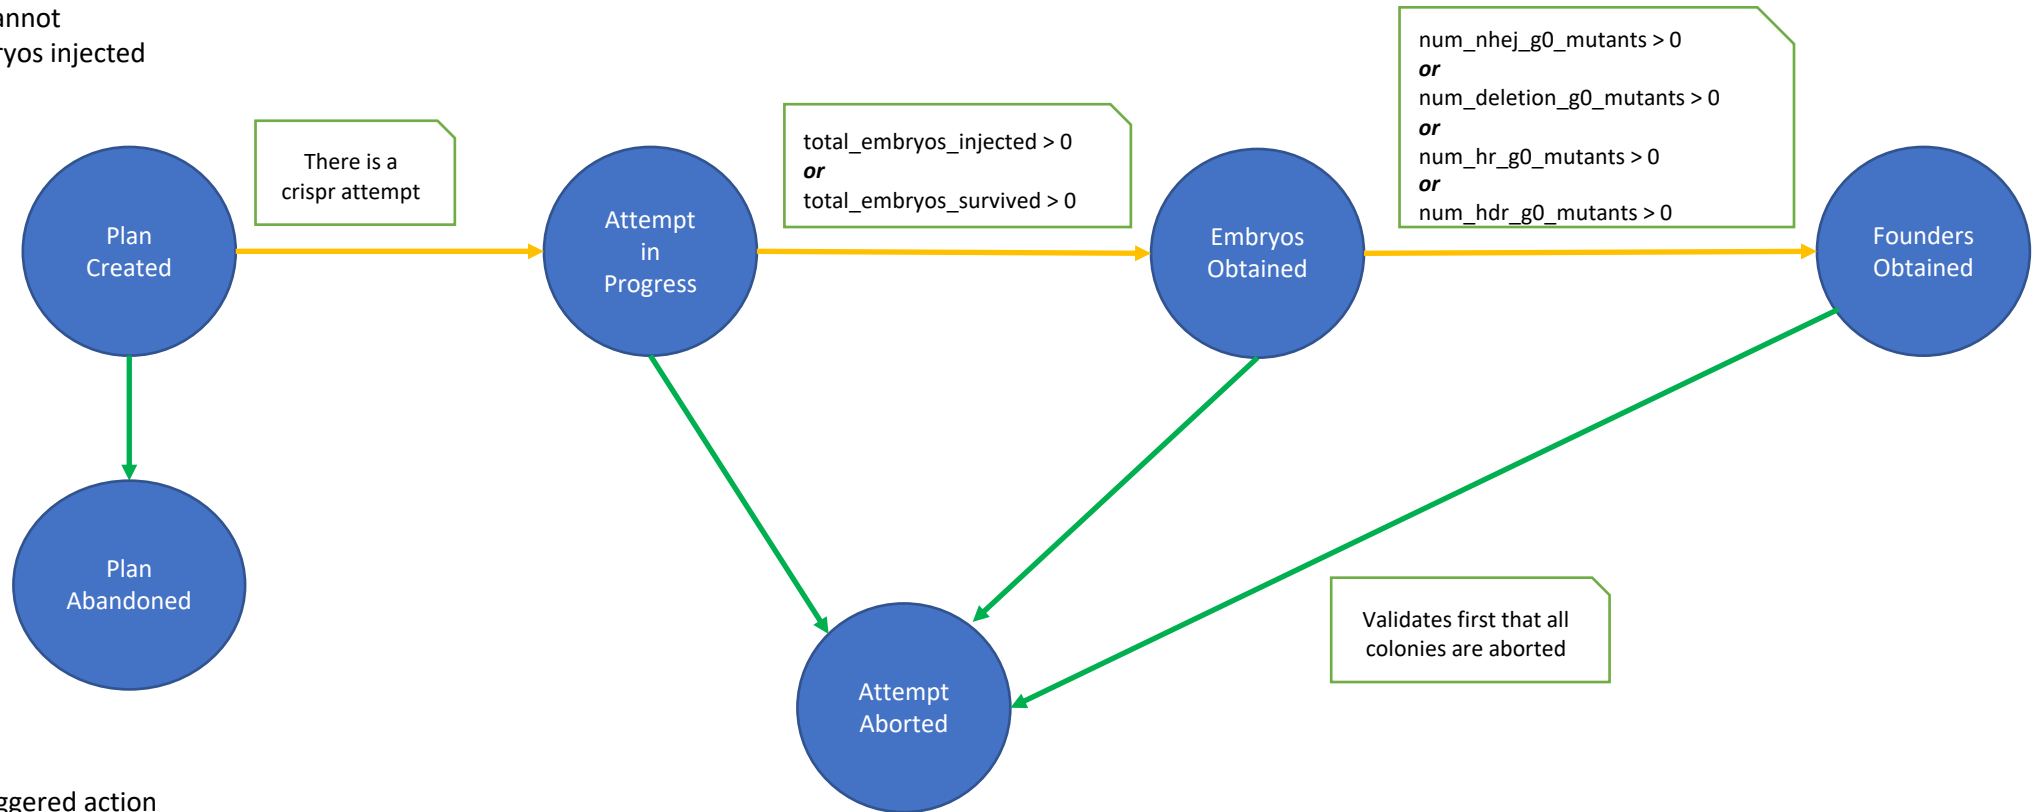 ryos injected
num_nhej_g0_mutants > 0
or
num_deletion_g0_mutants > 0
or
num_hr_g0_mutants > 0
or
num_hdr_g0_mutants > 0
There is a
crispr attempt
total_embryos_injected > 0
or
total_embryos_survived > 0
Plan
Created
Attempt
in
Progress
Embryos
Obtained
Founders
Obtained
Plan
Abandoned
Validates first that all
colonies are aborted
Attempt
Aborted
action